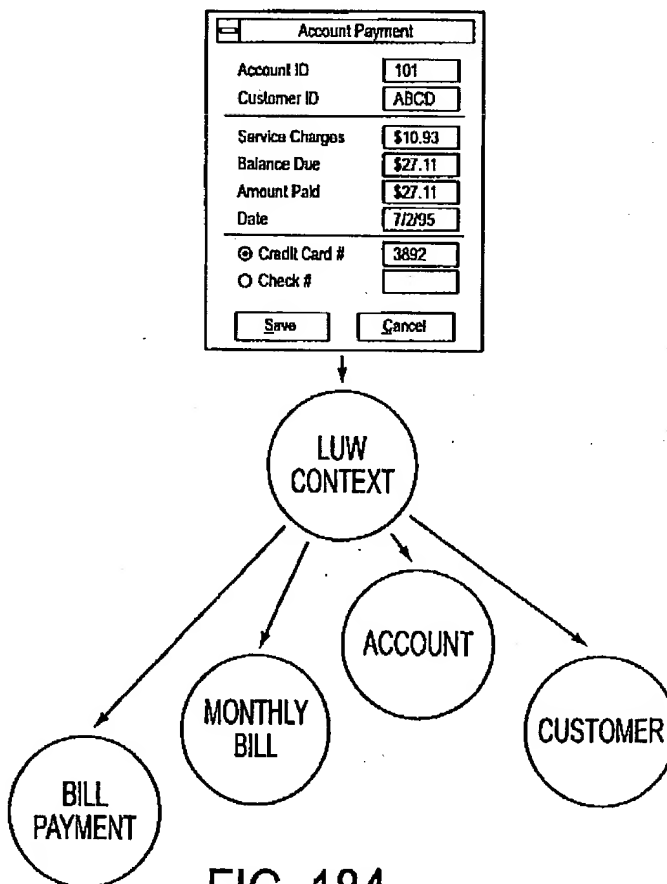 Account Payment
Account ID 101
Customer ID ABCD
Service Charges $10.93
Balance Due $27.11
Amount Paid $27.11
Date 7/2/95
Credit Card # 3892
Check #
Save Cancel
LUW
CONTEXT
ACCOUNT
MONTHLY
BILL
CUSTOMER
BILL
PAYMENT
FIG. 184